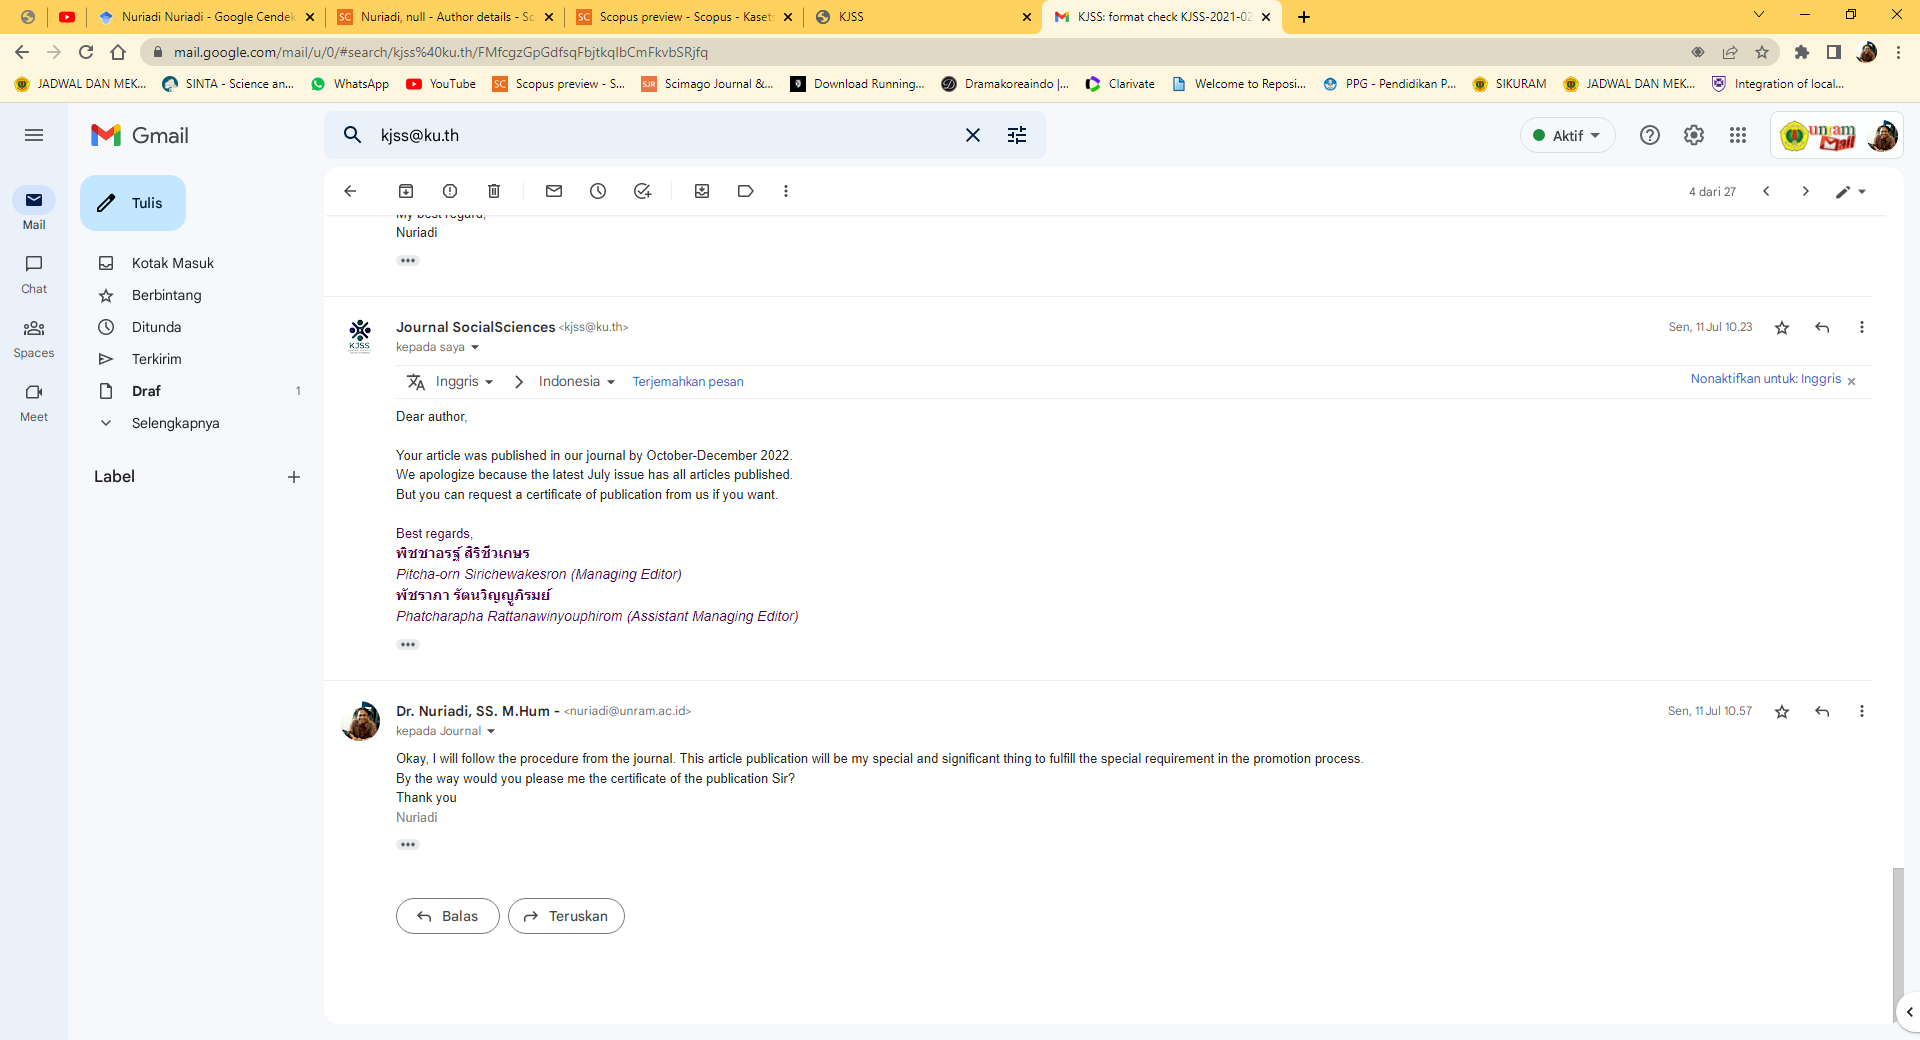 Nuriadi Nuriadi - Google Cendek
Nuriadi, null - Author details - Sc
Scopus preview - Scopus - Kaset
KJSS
KJSS: format check KJSS-2021-02
mail.google.com/mail/u/0/#search/kjss%40ku.th/FMfcgzGpGdfsqFbjtkqlbCmFkvbSRjfq
JADWAL DAN MEK...
SINTA - Science an...
WhatsApp
YouTube
Scopus preview - S...
Scimago Journal &...
Download Running...
Dramakoreaindo |...
Clarivate
Welcome to Reposi...
PPG - Pendidikan P...
SIKURAM
JADWAL DAN MEK...
Integration of local...
Gmail
kjss@ku.th
Aktif
unram
Mail
Mail
Chat
Spaces
Meet
Tulis
Kotak Masuk
Berbintang
Ditunda
Terkirim
Draf 1
Selengkapnya
Label
4 dari 27
My best regard,
Nuriadi
Journal SocialSciences <kjss@ku.th>
Sen, 11 Jul 10.23
KJSS
kepada saya
Inggris
Indonesia
Terjemahkan pesan
Nonaktifkan untuk: Inggris
Dear author,
Your article was published in our journal by October-December 2022.
We apologize because the latest July issue has all articles published.
But you can request a certificate of publication from us if you want.
Best regards,
พิชชาอรฐ์ ศิริชีวเกษร
Pitcha-orn Sirichewakesron (Managing Editor)
พัชราภา รัตนวิญญูภิรมย์
Phatcharapha Rattanawinyouphirom (Assistant Managing Editor)
Dr. Nuriadi, SS. M.Hum - <nuriadi@unram.ac.id>
Sen, 11 Jul 10.57
kepada Journal
Okay, I will follow the procedure from the journal. This article publication will be my special and significant thing to fulfill the special requirement in the promotion process.
By the way would you please me the certificate of the publication Sir?
Thank you
Nuriadi
Balas
Teruskan